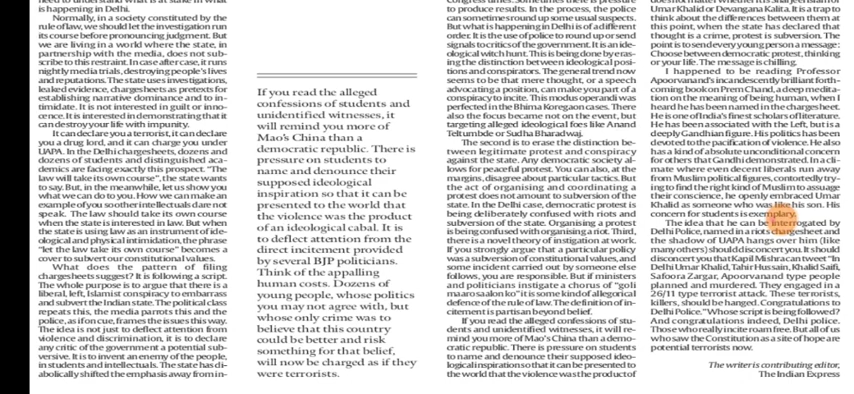 need to understand what is at stake in what
is happening in Delhi.
Normally, in a society constituted by the
rule of law, we should let the investigation run
its course before pronouncing judgment. But
we are living in a world where the state, in
partnership with the media, does not sub-
scribe to this restraint. In case after case, it runs
nightly media trials, destroying people's lives
and reputations. The state uses investigations,
leaked evidence, chargesheets as pretexts for
establishing narrative dominance and to in-
timidate. It is not interested in guilt or inno-
cence. It is interested in demonstrating that it
can destroy your life with impunity.
It can declare you a terrorist, it can declare
you a drug lord, and it can charge you under
UAPA. In the Delhi chargesheets, dozens and
dozens of students and distinguished aca-
demics are facing exactly this prospect. "The
law will take its own course", the state wants
to say. But, in the meanwhile, let us show you
what we can do to you. How we can make an
example of you so other intellectuals dare not
speak. The law should take its own course
when the state is interested in law. But when
the state is using law as an instrument of ide-
ological and physical intimidation, the phrase
"let the law take its own course" becomes a
cover to subvert our constitutional values.
What does the pattern of filing
chargesheets suggest? It is following a script.
The whole purpose is to argue that there is a
liberal, left, Islamist conspiracy to embarrass
and subvert the Indian state. The political class
repeats this, the media parrots this and the
police, as if on cue, frames the issues this way.
The idea is not just to deflect attention from
violence and discrimination, it is to declare
any critic of the government a potential sub-
versive. It is to invent an enemy of the people,
in students and intellectuals. The state has di-
abolically shifted the emphasis away from in-
If you read the alleged
confessions of students and
unidentified witnesses, it
will remind you more of
Mao's China than a
democratic republic. There is
pressure on students to
name and denounce their
supposed ideological
inspiration so that it can be
presented to the world that
the violence was the product
of an ideological cabal. It is
to deflect attention from the
direct incitement provided
by several BJP politicians.
Think of the appalling
human costs. Dozens of
young people, whose politics
you may not agree with, but
whose only crime was to
believe that this country
could be better and risk
something for that belief,
will now be charged as if they
were terrorists.
to produce results. In the process, the police
can sometimes round up some usual suspects.
But what is happening in Delhi is of a different
order. It is the use of police to round up or send
signals to critics of the government. It is an ide-
ological witch hunt. This is being done by eras-
ing the distinction between ideological posi-
tions and conspirators. The general trend now
seems to be that mere thought, or a speech
advocating a position, can make you part of a
conspiracy to incite. This modus operandi was
perfected in the Bhima Koregaon cases. There
also the focus became not on the event, but
targeting alleged ideological foes like Anand
Teltumbde or Sudha Bharadwaj.
The second is to erase the distinction be-
tween legitimate protest and conspiracy
against the state. Any democratic society al-
lows for peaceful protest. You can also, at the
margins, disagree about particular tactics. But
the act of organising and coordinating a
protest does not amount to subversion of the
state. In the Delhi case, democratic protest is
being deliberately confused with riots and
subversion of the state. Organising a protest
is being confused with organising a riot. Third,
there is a novel theory of instigation at work.
If you strongly argue that a particular policy
was a subversion of constitutional values, and
some incident carried out by someone else
follows, you are responsible. But if ministers
and politicians instigate a chorus of "goli
maaro saalon ko" it is some kind of allegorical
defence of the rule of law. The definition of in-
citement is partisan beyond belief.
If you read the alleged confessions of stu-
dents and unidentified witnesses, it will re-
mind you more of Mao's China than a demo-
cratic republic. There is pressure on students
to name and denounce their supposed ideo-
logical inspiration so that it can be presented to
the world that the violence was the product of
Umar Khalid or Devangana Kalita. It is a trap to
think about the differences between them at
this point, when the state has declared that
thought is a crime, protest is subversion. The
point is to send every young person a message:
Choose between democratic protest, thinking
or your life. The message is chilling.
I happened to be reading Professor
Apoorvanand's incandescently brilliant forth-
coming book on Prem Chand, a deep medita-
tion on the meaning of being human, when I
heard he has been named in the chargesheet.
He is one of India's finest scholars of literature.
He has been associated with the Left, but is a
deeply Gandhian figure. His politics has been
devoted to the pacification of violence. He also
has a kind of absolute unconditional concern
for others that Gandhi demonstrated. In a cli-
mate where even decent liberals run away
from Muslim political figures, contortedly try-
ing to find the right kind of Muslim to assuage
their conscience, he openly embraced Umar
Khalid as someone who was like his son. His
concern for students is exemplary.
The idea that he can be interrogated by
Delhi Police, named in a riots chargesheet and
the shadow of UAPA hangs over him (like
many others) should disconcert you. It should
disconcert you that Kapil Mishra can tweet "In
Delhi Umar Khalid, Tahir Hussain, Khalid Saifi,
Safoora Zargar, Apoorvanand type people
planned and murdered. They engaged in a
26/11 type terrorist attack. These terrorists,
killers, should be hanged. Congratulations to
Delhi Police." Whose script is being followed?
And congratulations indeed, Delhi police.
Those who really incite roam free. But all of us
who saw the Constitution as a site of hope are
potential terrorists now.
The writer is contributing editor,
The Indian Express